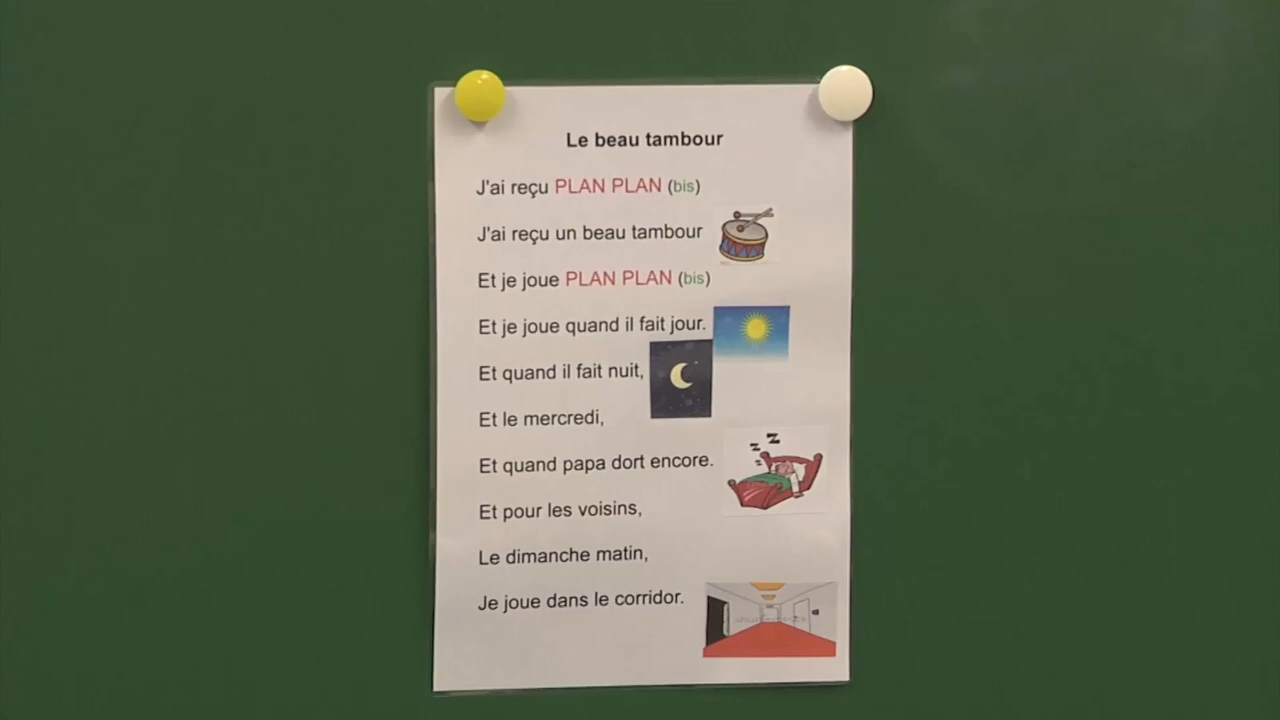 Le beau tambour
J'ai reçu PLAN PLAN (bis)
J'ai reçu un beau tambour
Et je joue PLAN PLAN (bis)
Et je joue quand il fait jour.
Et quand il fait nuit,
Et le mercredi,
Et quand papa dort encore.
z z z
Et pour les voisins,
Le dimanche matin,
Je joue dans le corridor.